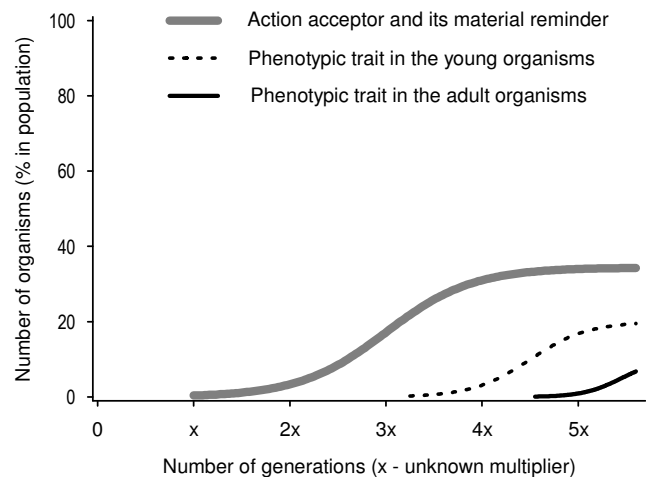 100
80
60
40
20
0
Number of organisms (% in population)
Action acceptor and its material reminder
Phenotypic trait in the young organisms
Phenotypic trait in the adult organisms
0 x 2x 3x 4x 5x
Number of generations (x - unknown multiplier)